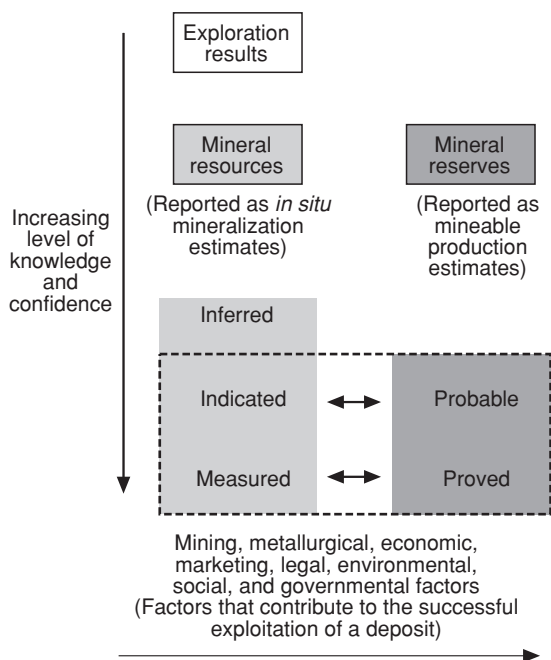 Exploration
results
Mineral
resources
Mineral
reserves
(Reported as in situ
mineralization
estimates)
(Reported as
mineable
production
estimates)
Increasing
level of
knowledge
and
confidence
Inferred
Indicated
Probable
Measured
Proved
Mining, metallurgical, economic,
marketing, legal, environmental,
social, and governmental factors
(Factors that contribute to the successful
exploitation of a deposit)